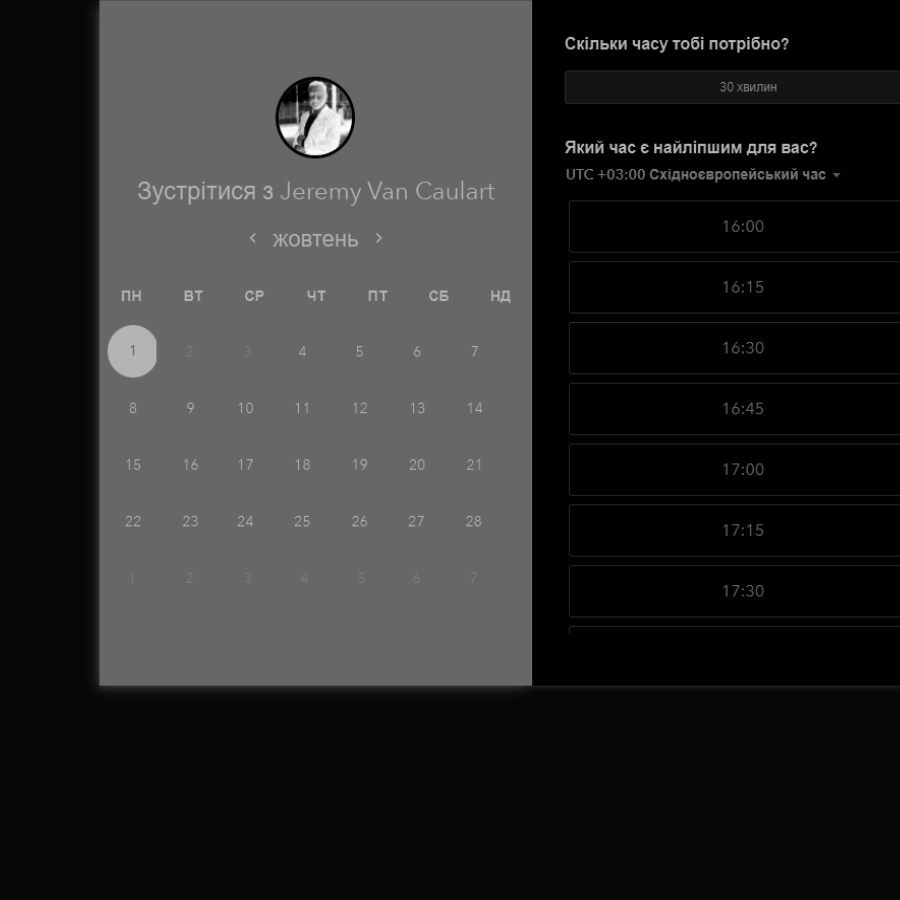 Зустрітися з Jeremy Van Caulart
жовтень
ПН ВТ СР ЧТ ПТ СБ НД
1 2 3 4 5 6 7
8 9 10 11 12 13 14
15 16 17 18 19 20 21
22 23 24 25 26 27 28
1 2 3 4 5 6 7
Скільки часу тобі потрібно?
30 хвилин
Який час є найліпшим для вас?
UTC +03:00 Східноєвропейський час
16:00
16:15
16:30
16:45
17:00
17:15
17:30